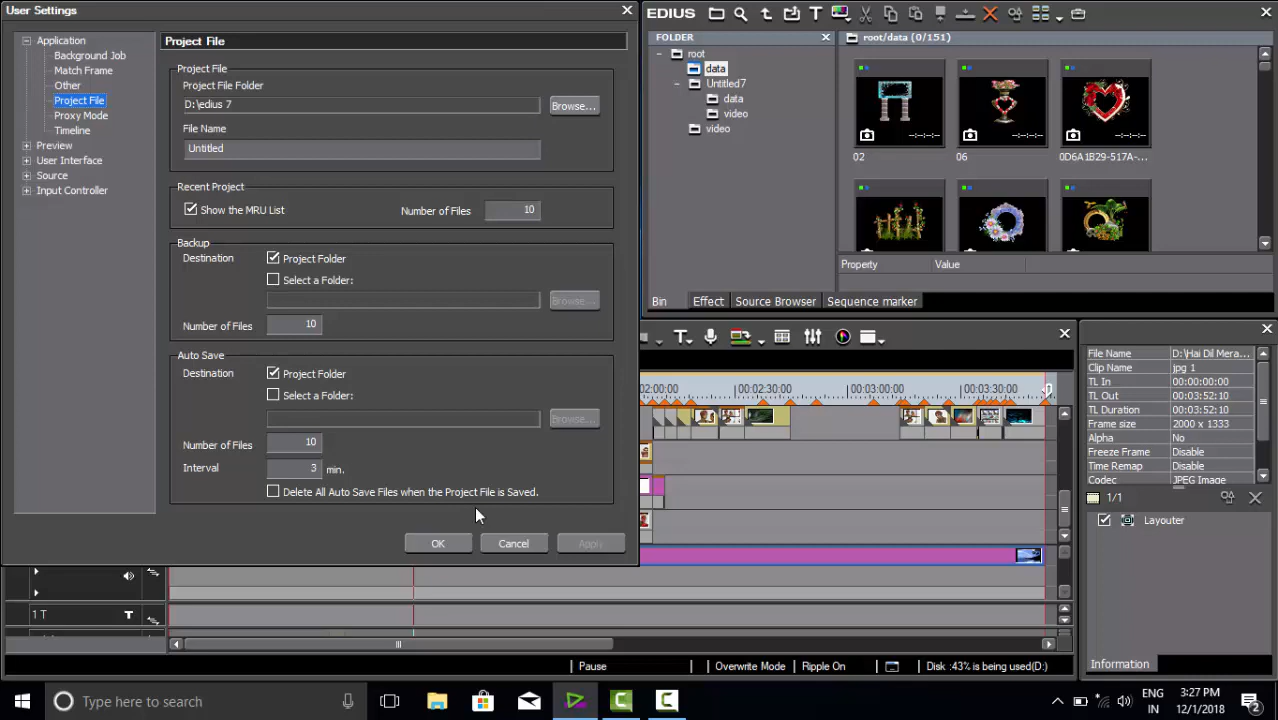 User Settings
Application
Background Job
Match Frame
Other
Project File
Proxy Mode
Timeline
Preview
User Interface
Source
Input Controller
Project File
Project File
Project File Folder
D:\edius 7
Browse...
File Name
Untitled
Recent Project
Show the MRU List
Number of Files
10
Backup
Destination
Project Folder
Select a Folder:
Browse...
Number of Files
10
Auto Save
Destination
Project Folder
Select a Folder:
Browse...
Number of Files
10
Interval
3
min.
Delete All Auto Save Files when the Project File is Saved.
OK
Cancel
Apply
EDIUS
FOLDER
root
data
Untitled7
data
video
video
root/data (0/151)
02
06
0D6A1B29-517A-...
Property
Value
Bin
Effect
Source Browser
Sequence marker
02:00:00
00:02:30:00
00:03:00:00
00:03:30:00
File Name
D:\Hai Dil Mera...
Clip Name
jpg 1
TL In
00:00:00:00
TL Out
00:03:52:10
TL Duration
00:03:52:10
Frame size
2000 x 1333
Alpha
No
Freeze Frame
Disable
Time Remap
Disable
Codec
JPEG Image
1/1
Layouter
Information
1 T
T
Pause
Overwrite Mode
Ripple On
Disk :43% is being used(D:)
Type here to search
ENG
IN
3:27 PM
12/1/2018
2